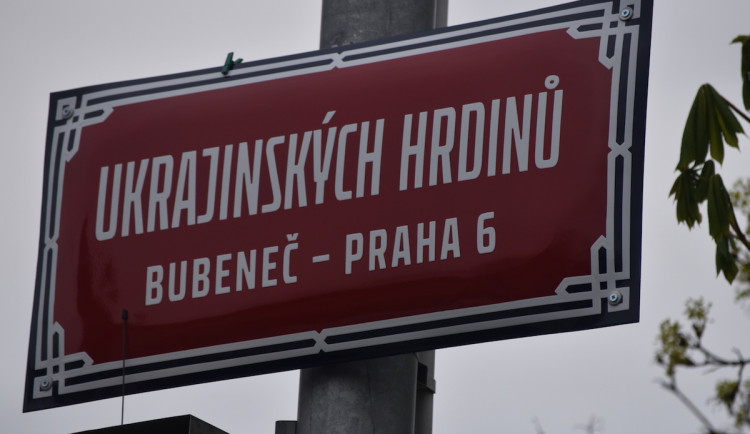 UKRAJINSKÝCH HRDINŮ
BUBENEČ – PRAHA 6